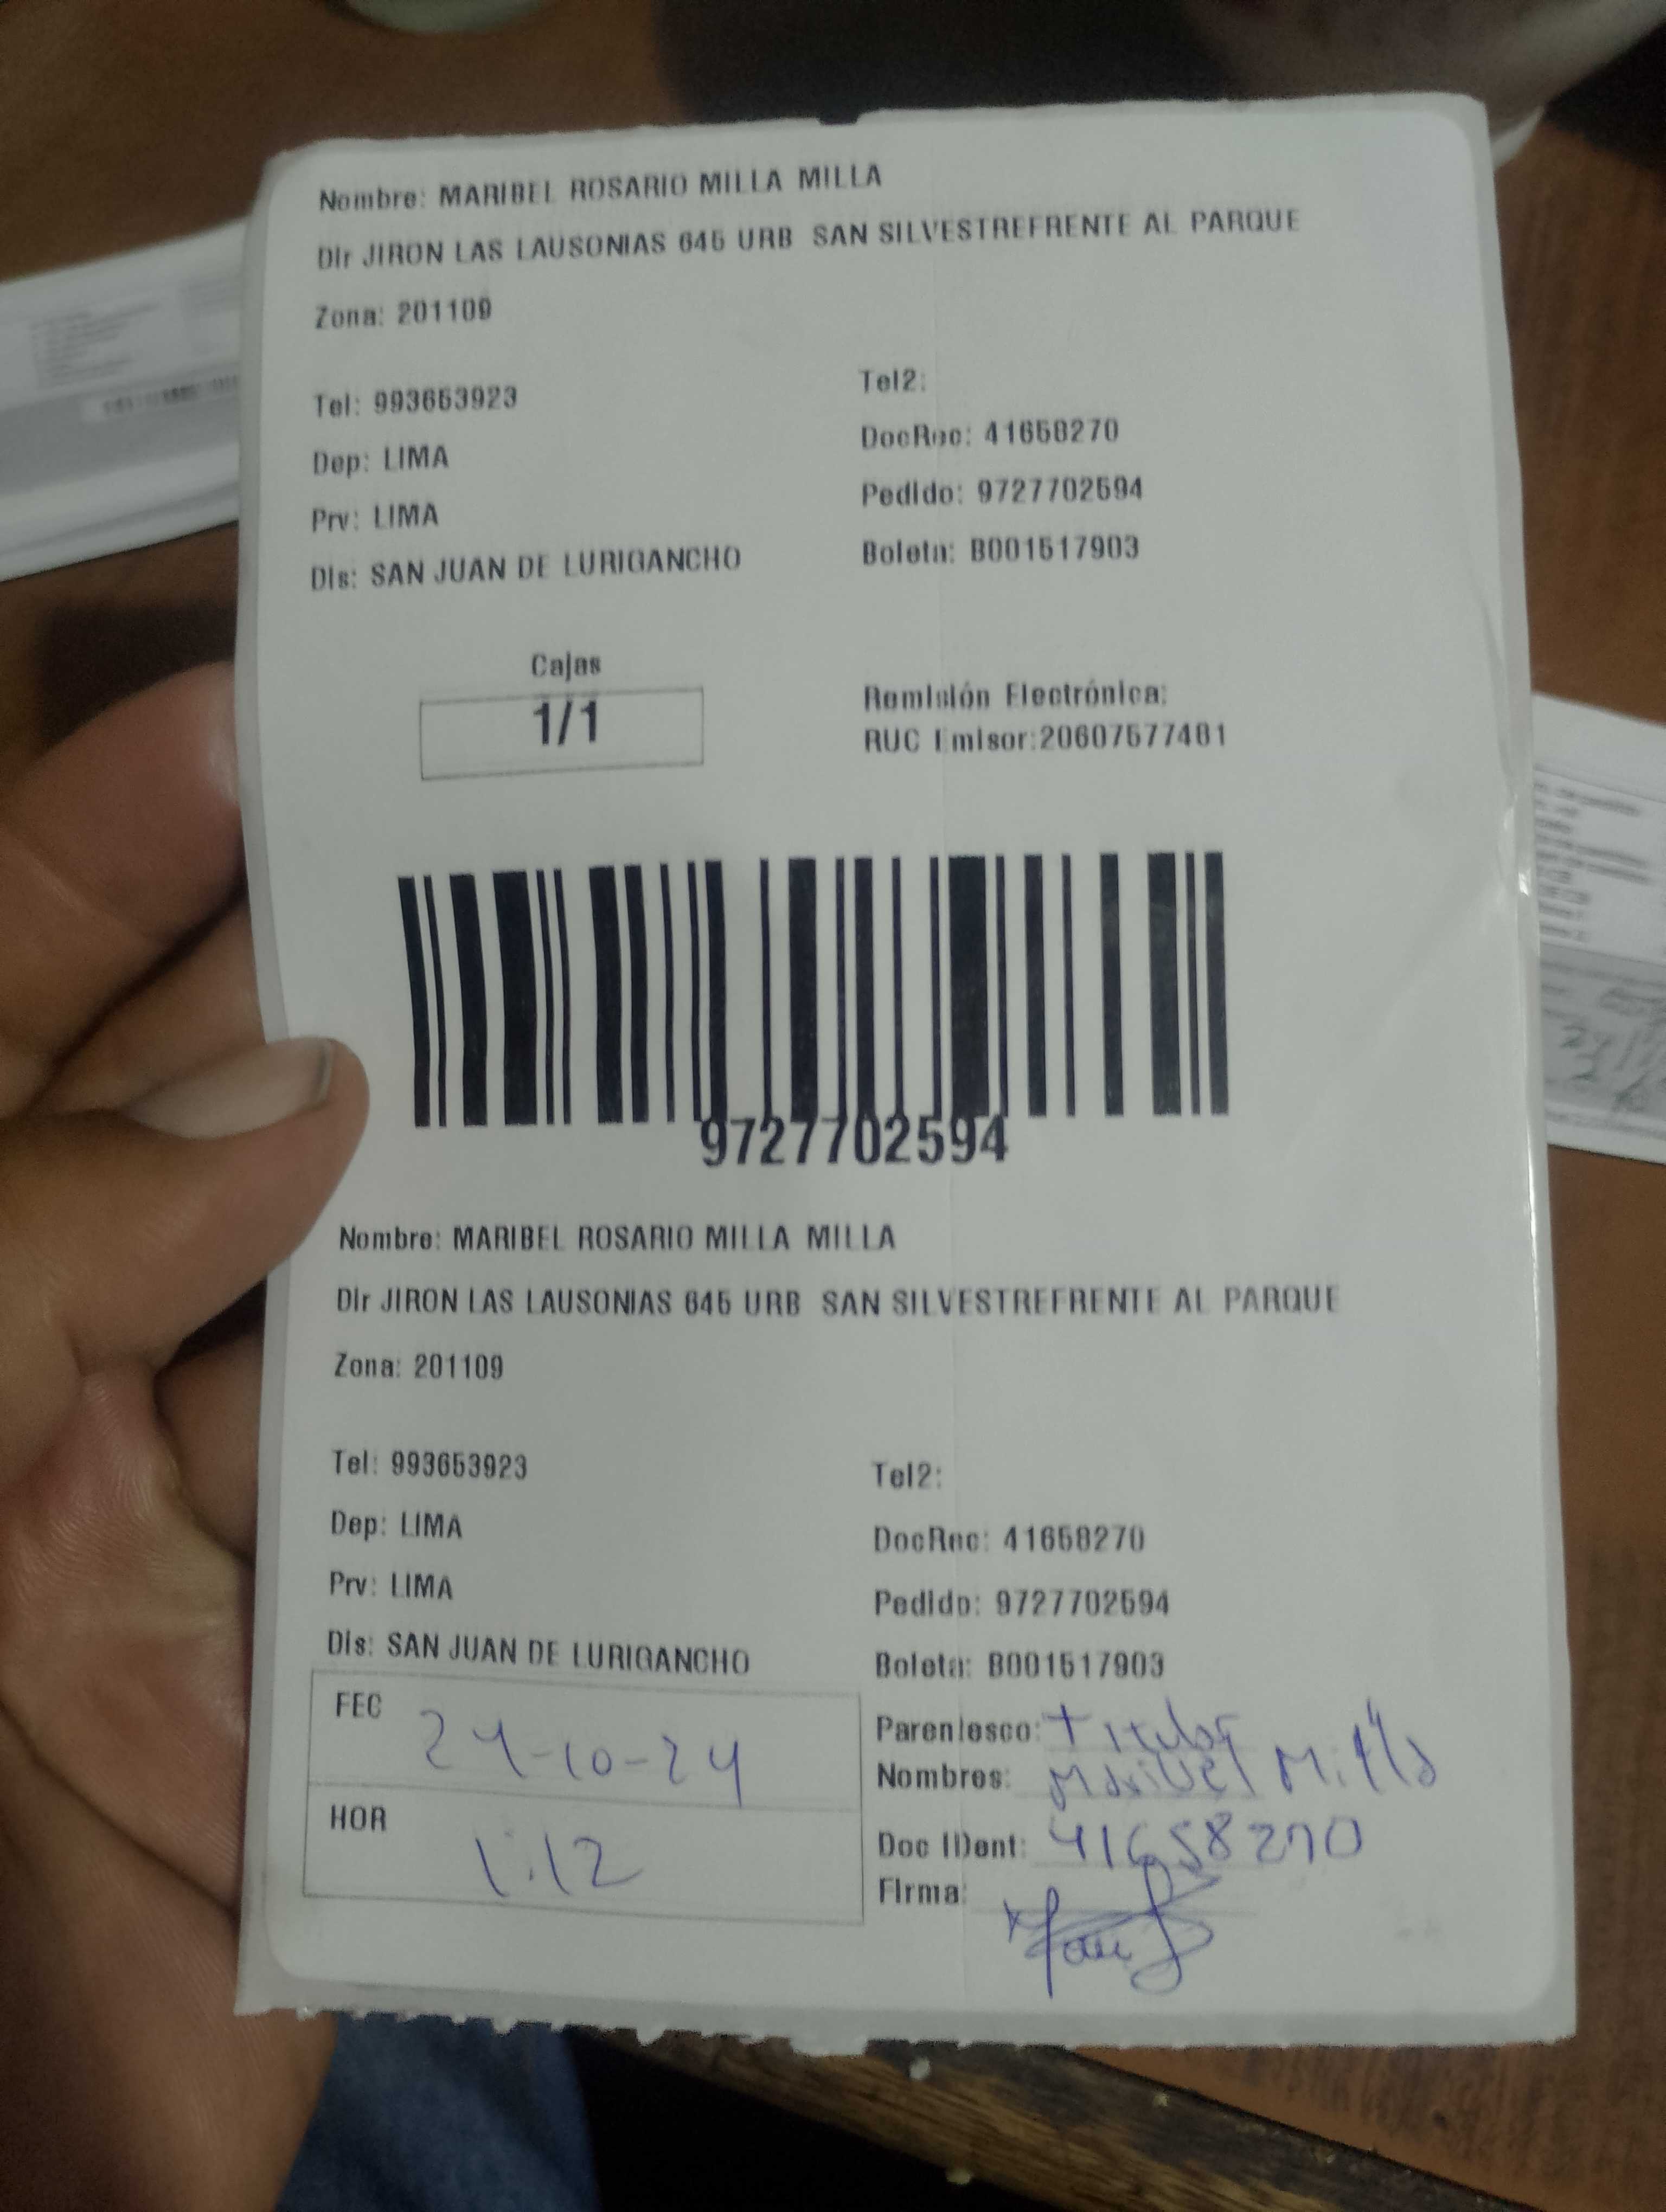 Nombre: MARIBEL ROSARIO MILLA MILLA
Dir JIRON LAS LAUSONIAS 645 URB SAN SILVESTREFRENTE AL PARQUE
Zona: 201109
Tel: 993653923
Tel2:
Dep: LIMA
DocRec: 41658270
Prv: LIMA
Pedido: 9727702594
Dis: SAN JUAN DE LURIGANCHO
Boleta: B001517903
Cajas
1/1
Remisión Electrónica:
RUC Emisor:20607577481
9727702594
Nombre: MARIBEL ROSARIO MILLA MILLA
Dir JIRON LAS LAUSONIAS 645 URB SAN SILVESTREFRENTE AL PARQUE
Zona: 201109
Tel: 993653923
Tel2:
Dep: LIMA
DocRec: 41658270
Prv: LIMA
Pedido: 9727702594
Dis: SAN JUAN DE LURIGANCHO
Boleta: B001517903
FEC 24-10-24
Parentesco: Titular
Nombres: Maribel Milla
HOR 1:12
Doc IDent: 41658270
Firma: